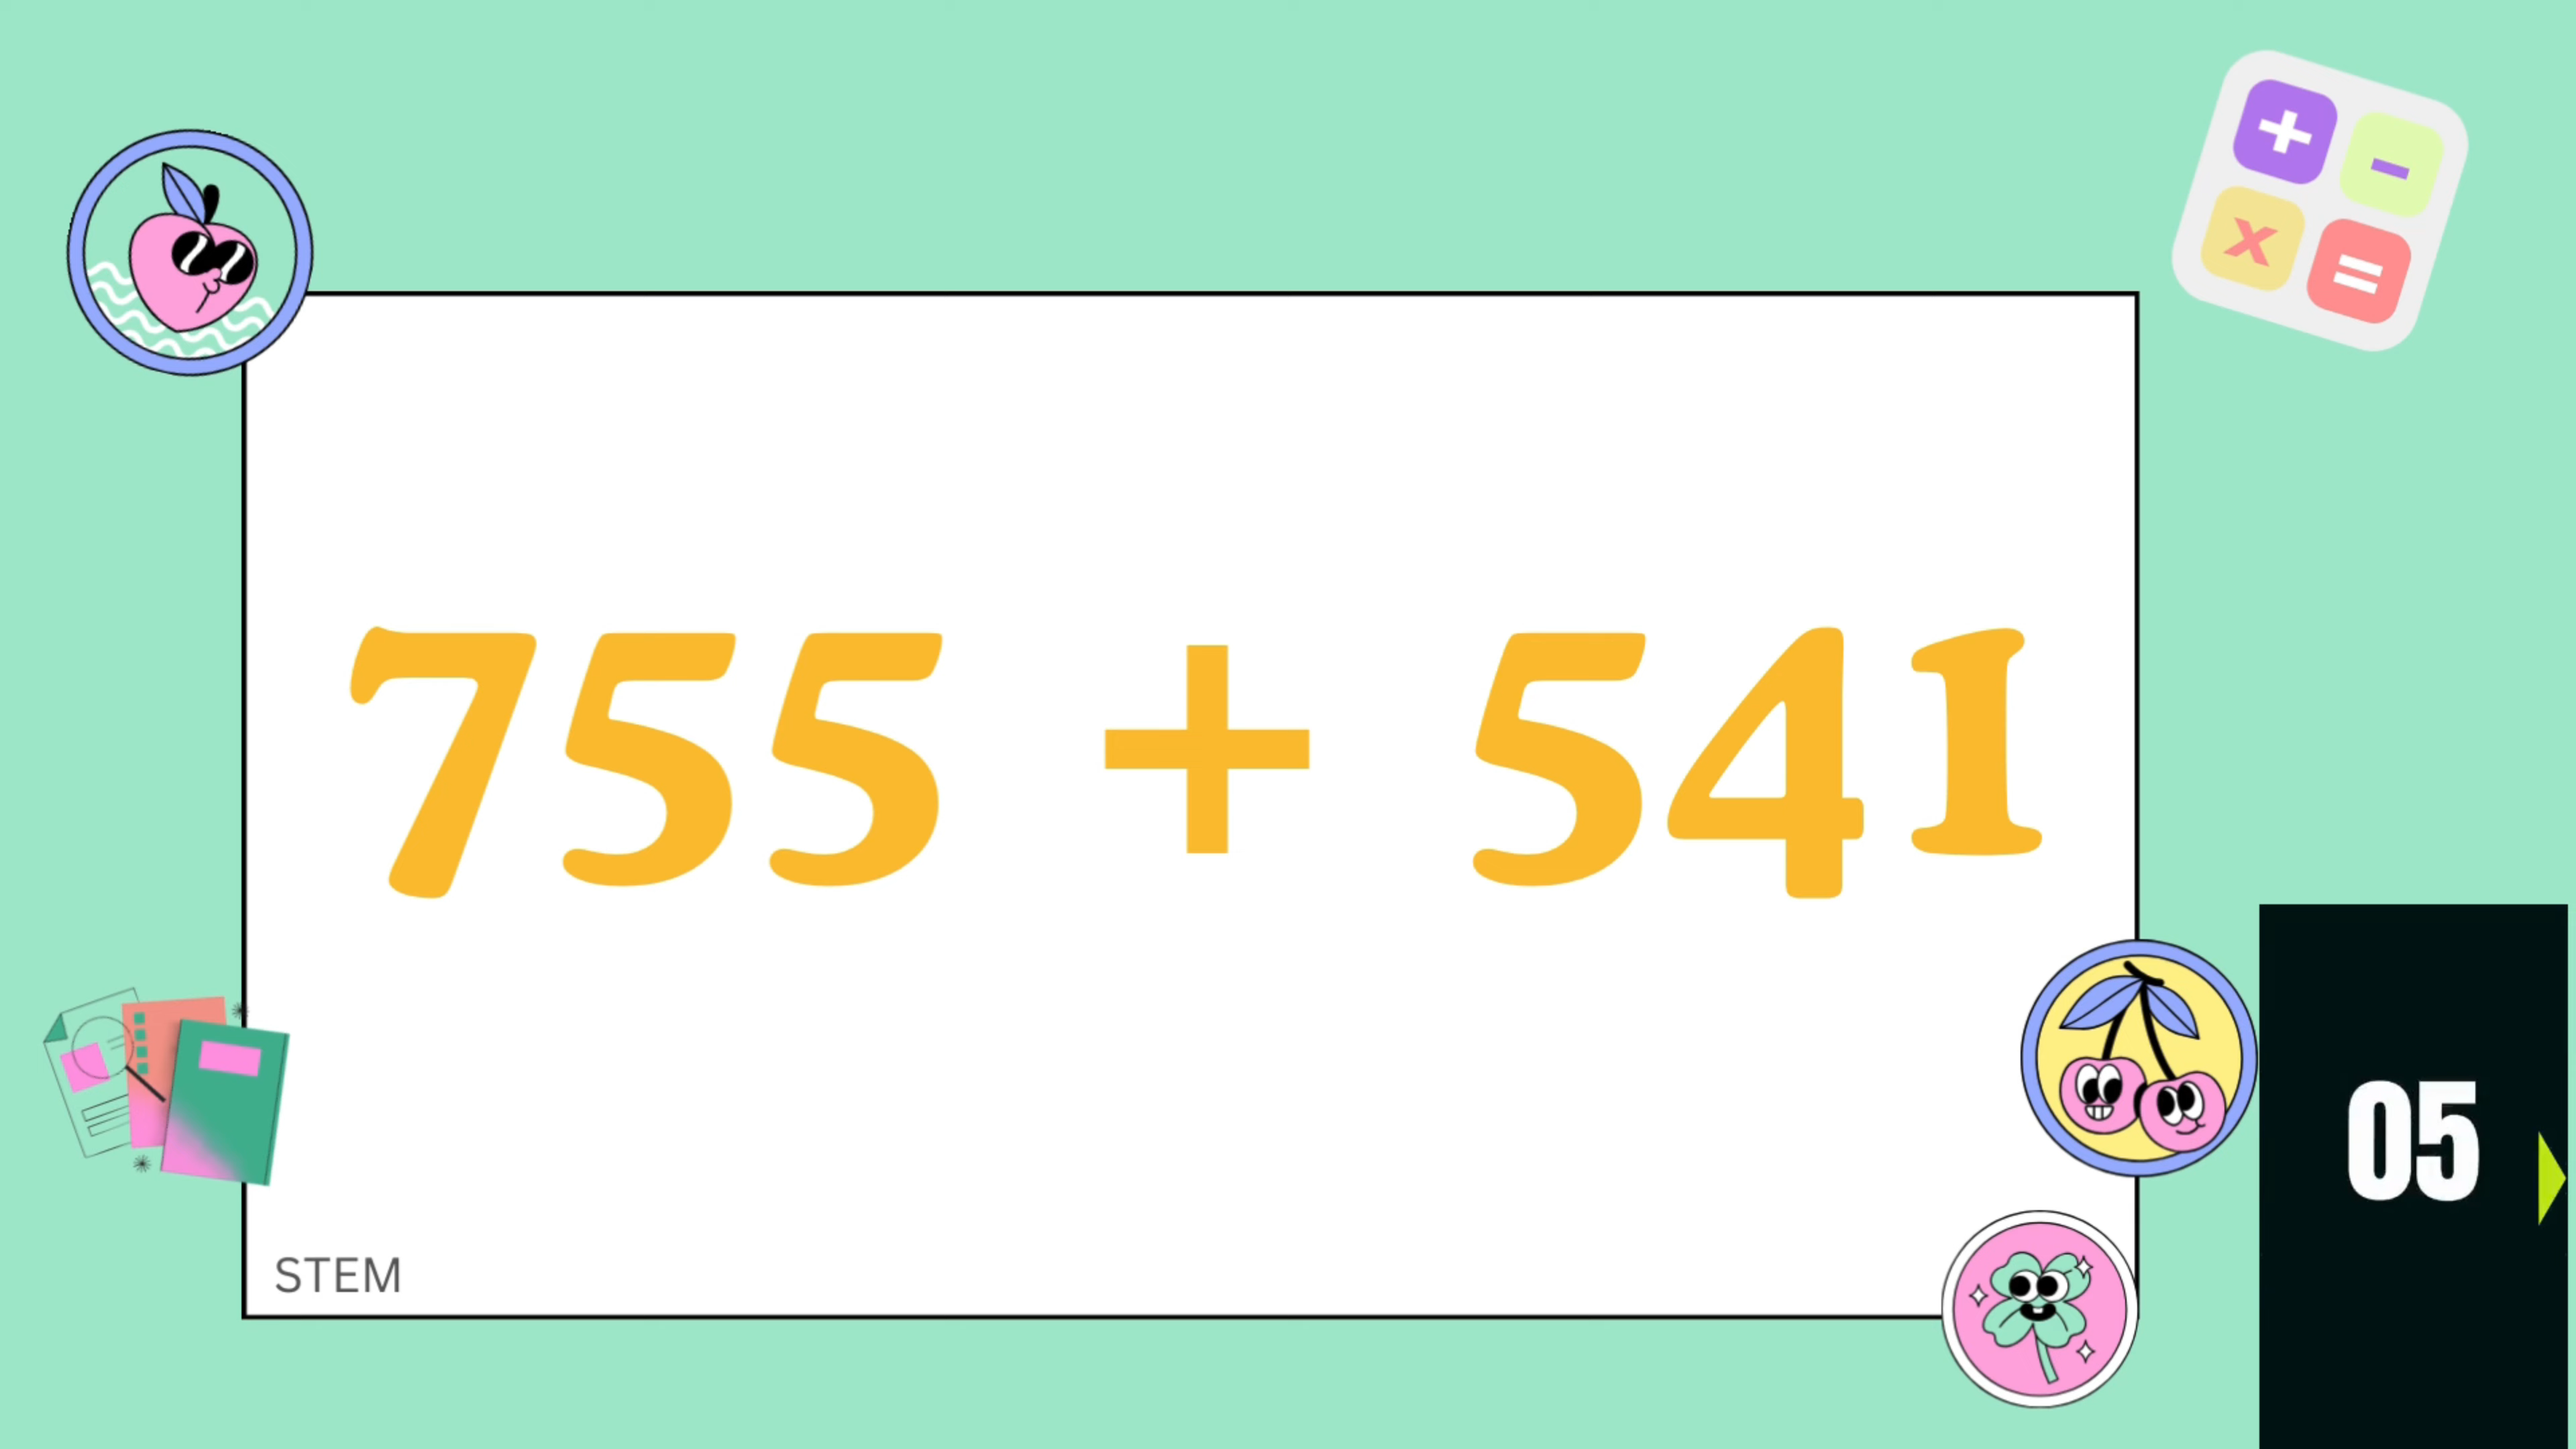 + -
x =
755 + 541
05
STEM